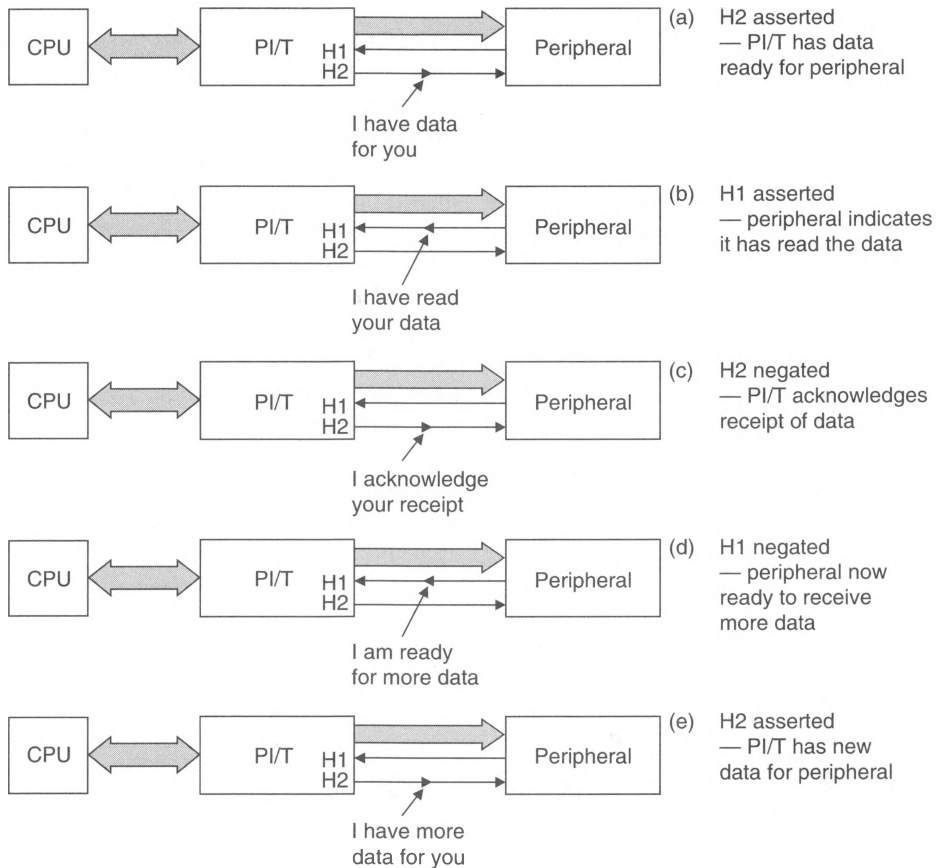 CPU
PI/T
H1
H2
Peripheral
(a) H2 asserted
— PI/T has data
ready for peripheral
I have data
for you
CPU
PI/T
H1
H2
Peripheral
(b) H1 asserted
— peripheral indicates
it has read the data
I have read
your data
CPU
PI/T
H1
H2
Peripheral
(c) H2 negated
— PI/T acknowledges
receipt of data
I acknowledge
your receipt
CPU
PI/T
H1
H2
Peripheral
(d) H1 negated
— peripheral now
ready to receive
more data
I am ready
for more data
CPU
PI/T
H1
H2
Peripheral
(e) H2 asserted
— PI/T has new
data for peripheral
I have more
data for you